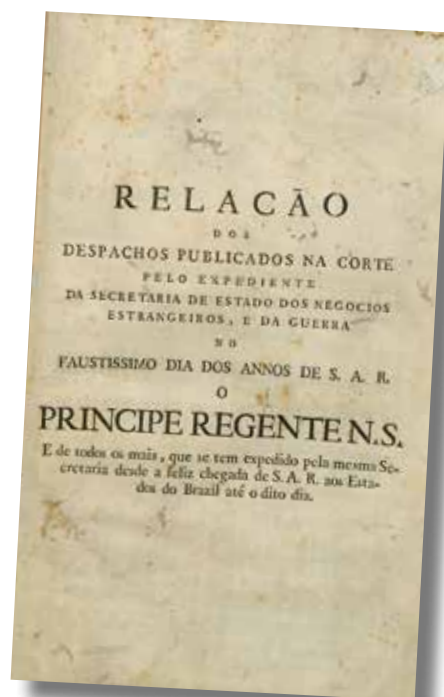 RELACÃO
DOS
DESPACHOS PUBLICADOS NA CORTE
PELO EXPEDIENTE
DA SECRETARIA DE ESTADO DOS NEGOCIOS
ESTRANGEIROS, E DA GUERRA
NO
FAUSTISSIMO DIA DOS ANNOS DE S. A. R.
O
PRINCIPE REGENTE N.S.
E de todos os mais, que se tem expedido pela mesma Se-
cretaria desde a feliz chegada de S. A. R. aos Esta-
dos do Brazil até o dito dia.